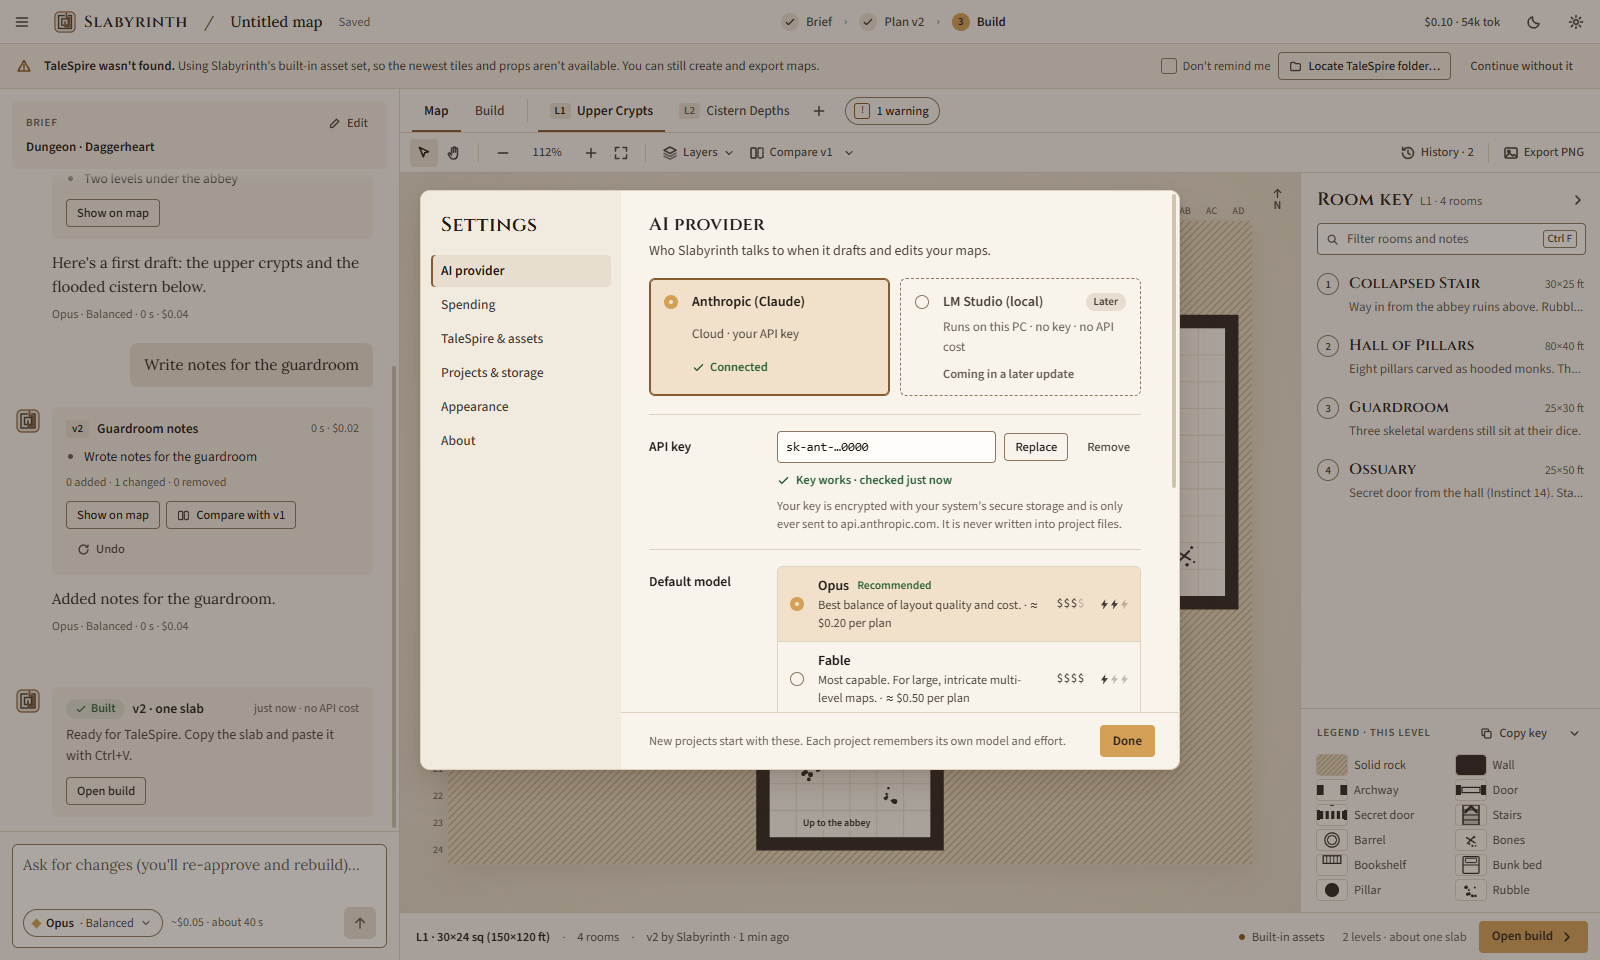 Slabyrinth / Untitled map Saved
Brief › Plan v2 › 3 Build
$0.10 · 54k tok
TaleSpire wasn't found. Using Slabyrinth's built-in asset set, so the newest tiles and props aren't available. You can still create and export maps.
Don't remind me
Locate TaleSpire folder...
Continue without it
BRIEF
Edit
Dungeon · Daggerheart
Two levels under the abbey
Show on map
Here's a first draft: the upper crypts and the
flooded cistern below.
Opus · Balanced · 0 s · $0.04
Write notes for the guardroom
v2 Guardroom notes 0 s · $0.02
Wrote notes for the guardroom
0 added · 1 changed · 0 removed
Show on map
Compare with v1
Undo
Added notes for the guardroom.
Opus · Balanced · 0 s · $0.04
Built v2 · one slab just now · no API cost
Ready for TaleSpire. Copy the slab and paste it
with Ctrl+V.
Open build
Ask for changes (you'll re-approve and rebuild)...
Opus · Balanced
~$0.05 · about 40 s
Map Build
L1 Upper Crypts
L2 Cistern Depths
1 warning
112%
Layers
Compare v1
History · 2
Export PNG
N
AB AC AD
Settings
AI provider
Spending
TaleSpire & assets
Projects & storage
Appearance
About
AI provider
Who Slabyrinth talks to when it drafts and edits your maps.
Anthropic (Claude)
Cloud · your API key
Connected
LM Studio (local) Later
Runs on this PC · no key · no API
cost
Coming in a later update
API key
sk-ant-…0000
Replace
Remove
Key works · checked just now
Your key is encrypted with your system's secure storage and is only
ever sent to api.anthropic.com. It is never written into project files.
Default model
Opus Recommended
Best balance of layout quality and cost. · ≈
$0.20 per plan
$$$$
Fable
Most capable. For large, intricate multi-
level maps. · ≈ $0.50 per plan
$$$$
New projects start with these. Each project remembers its own model and effort.
Done
22
23
24
Up to the abbey
Room key L1 · 4 rooms
Filter rooms and notes
Ctrl F
1 Collapsed Stair 30×25 ft
Way in from the abbey ruins above. Rubbl...
2 Hall of Pillars 80×40 ft
Eight pillars carved as hooded monks. Th...
3 Guardroom 25×30 ft
Three skeletal wardens still sit at their dice.
4 Ossuary 25×50 ft
Secret door from the hall (Instinct 14). Sta...
LEGEND · THIS LEVEL
Copy key
Solid rock
Wall
Archway
Door
Secret door
Stairs
Barrel
Bones
Bookshelf
Bunk bed
Pillar
Rubble
L1 · 30×24 sq (150×120 ft) · 4 rooms · v2 by Slabyrinth · 1 min ago
Built-in assets
2 levels · about one slab
Open build